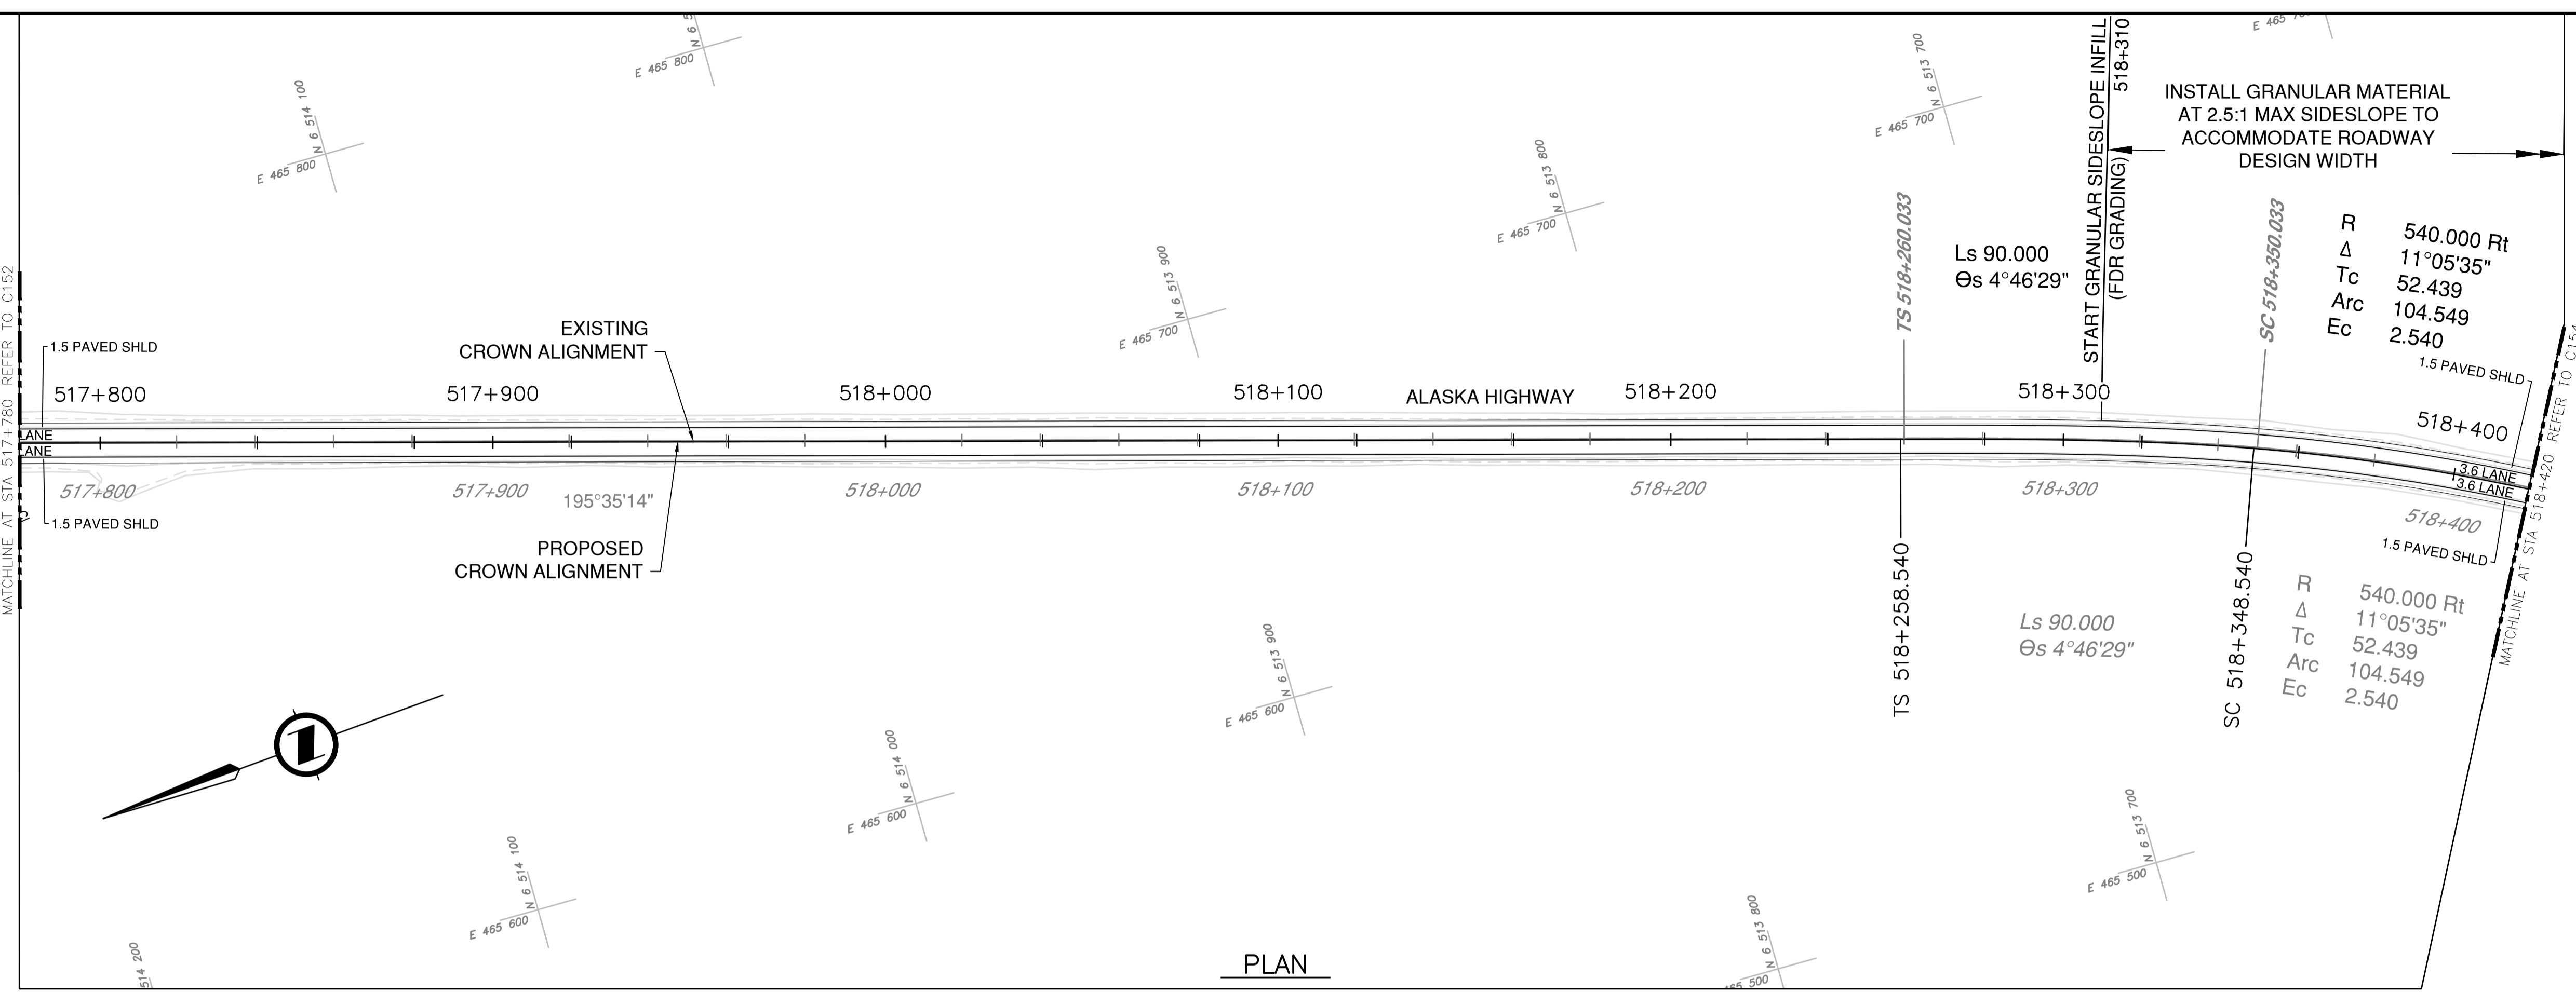 E 465 800
N 6 514 100
E 465 800
N 6 5
E 465 700
N 6 513 900
E 465 700
N 6 513 800
E 465 700
N 6 513 700
START GRANULAR SIDESLOPE INFILL
(FDR GRADING)
518+310
INSTALL GRANULAR MATERIAL
AT 2.5:1 MAX SIDESLOPE TO
ACCOMMODATE ROADWAY
DESIGN WIDTH
TS 518+260.033
Ls 90.000
Өs 4°46'29"
SC 518+350.033
R 540.000 Rt
Δ 11°05'35"
Tc 52.439
Arc 104.549
Ec 2.540
MATCHLINE AT STA 517+780 REFER TO C152
1.5 PAVED SHLD
EXISTING
CROWN ALIGNMENT
1.5 PAVED SHLD
517+800
517+900
518+000
518+100
ALASKA HIGHWAY
518+200
518+300
518+400
LANE
LANE
3.6 LANE
3.6 LANE
517+800
517+900
195°35'14"
518+000
518+100
518+200
518+300
518+400
1.5 PAVED SHLD
PROPOSED
CROWN ALIGNMENT
1.5 PAVED SHLD
TS 518+258.540
Ls 90.000
Өs 4°46'29"
SC 518+348.540
R 540.000 Rt
Δ 11°05'35"
Tc 52.439
Arc 104.549
Ec 2.540
MATCHLINE AT STA 518+420 REFER TO C154
E 465 600
N 6 513 900
E 465 600
N 6 514 000
E 465 600
N 6 514 100
514 200
E 465 500
N 6 513 700
465 500
N 6 513 800
PLAN